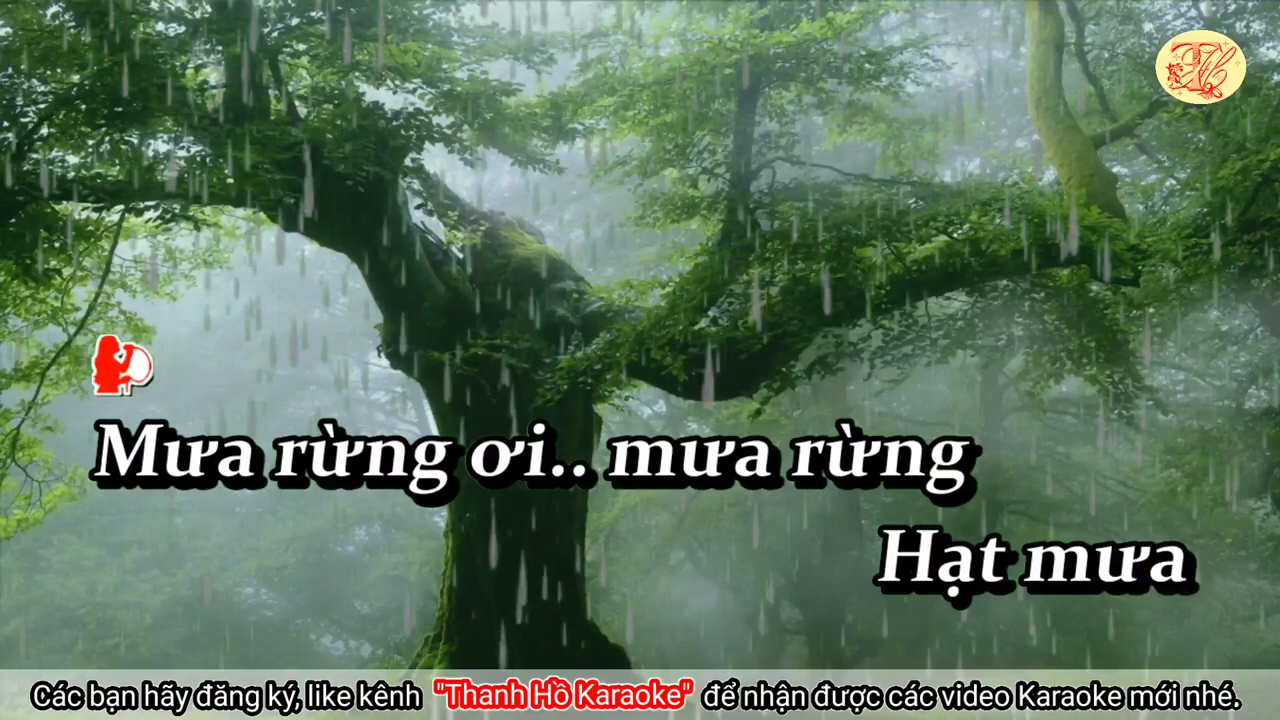 Mưa rừng ơi.. mưa rừng
Hạt mưa
Các bạn hãy đăng ký, like kênh "Thanh Hồ Karaoke" để nhận được các video Karaoke mới nhé.